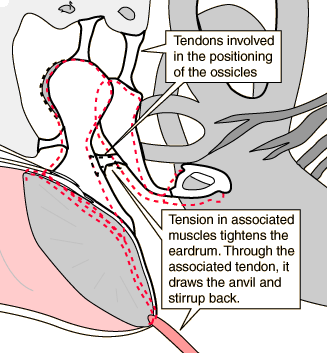 Tendons involved
in the positioning
of the ossicles
Tension in associated
muscles tightens the
eardrum. Through the
associated tendon, it
draws the anvil and
stirrup back.